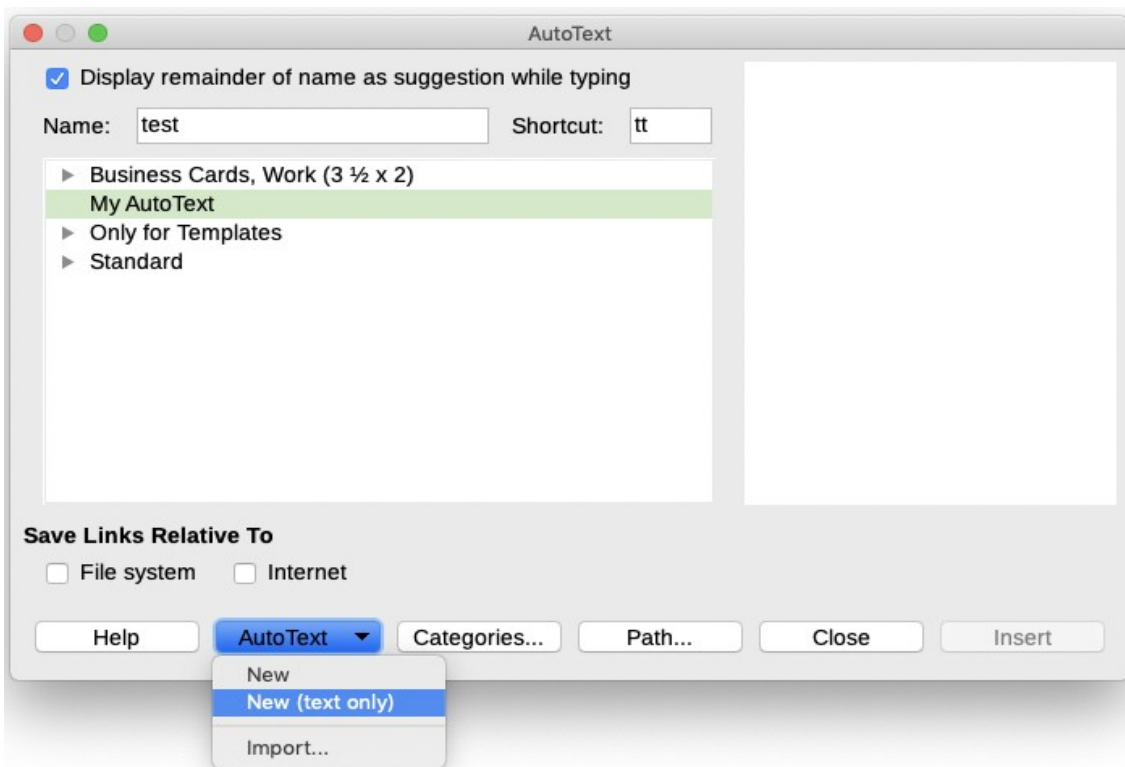 AutoText
Display remainder of name as suggestion while typing
Name: test Shortcut: tt
Business Cards, Work (3 ½ x 2)
My AutoText
Only for Templates
Standard
Save Links Relative To
File system Internet
Help AutoText Categories... Path... Close Insert
New
New (text only)
Import...